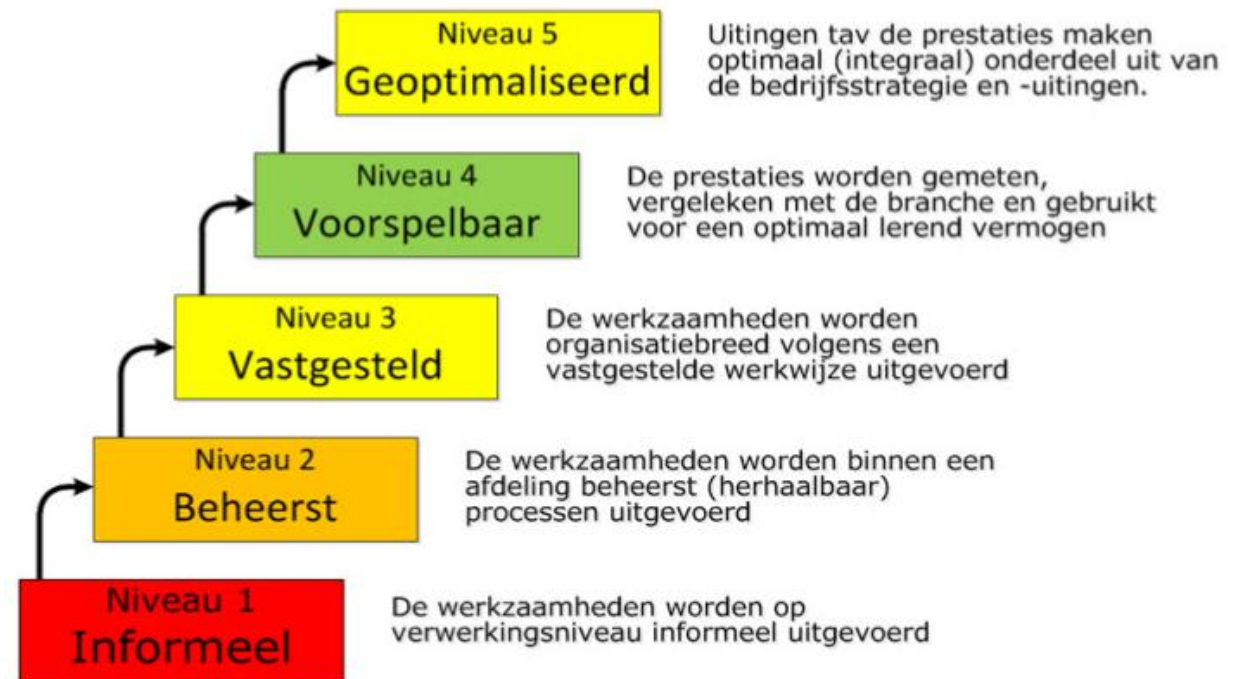 Niveau 5
Geoptimaliseerd
Uitingen tav de prestaties maken
optimaal (integraal) onderdeel uit van
de bedrijfsstrategie en -uitingen.
Niveau 4
Voorspelbaar
De prestaties worden gemeten,
vergeleken met de branche en gebruikt
voor een optimaal lerend vermogen
Niveau 3
Vastgesteld
De werkzaamheden worden
organisatiebreed volgens een
vastgestelde werkwijze uitgevoerd
Niveau 2
Beheerst
De werkzaamheden worden binnen een
afdeling beheerst (herhaalbaar)
processen uitgevoerd
Niveau 1
Informeel
De werkzaamheden worden op
verwerkingsniveau informeel uitgevoerd